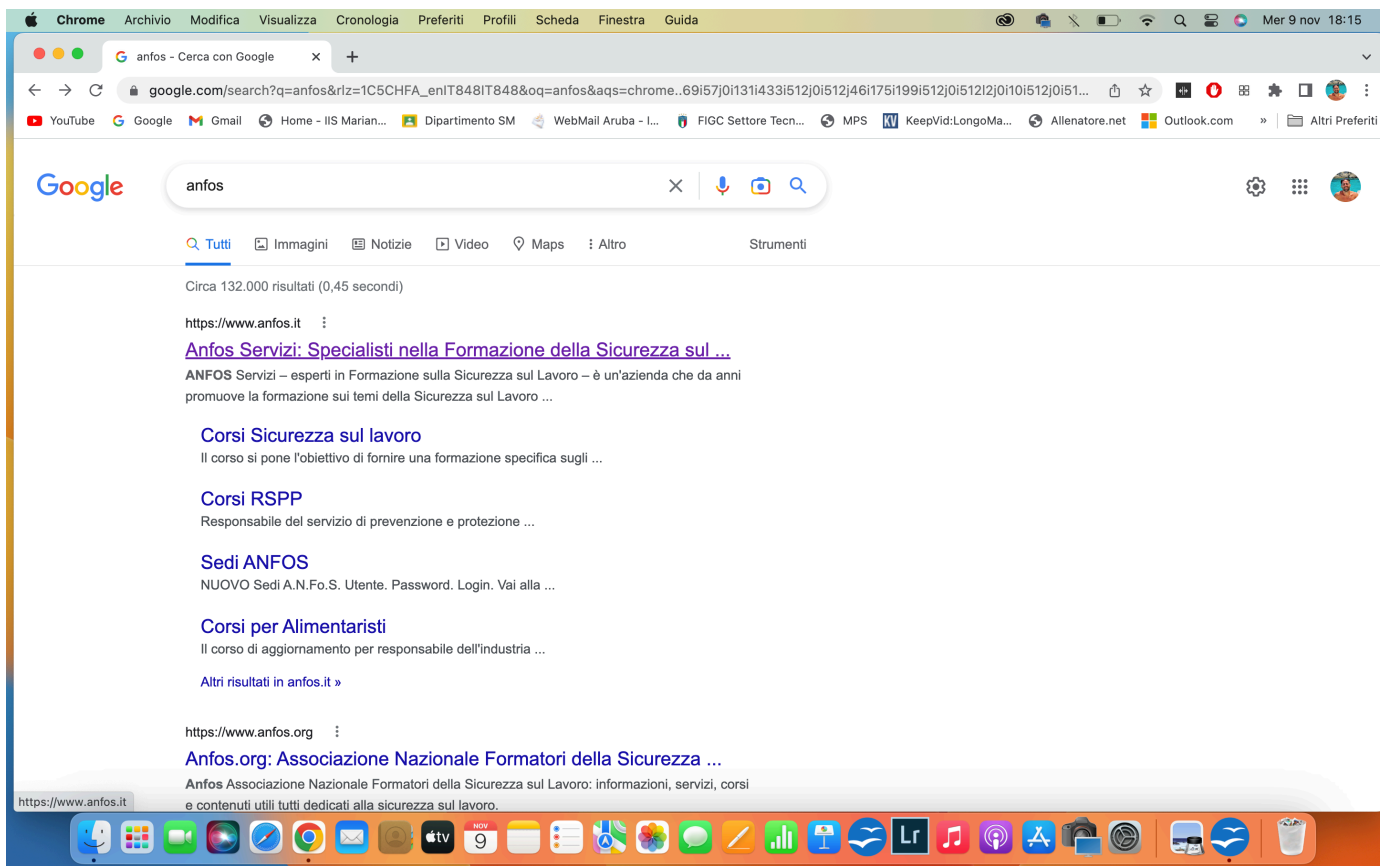 Chrome Archivio Modifica Visualizza Cronologia Preferiti Profili Scheda Finestra Guida Mer 9 nov 18:15
anfos - Cerca con Google
google.com/search?q=anfos&rlz=1C5CHFA_enIT848IT848&oq=anfos&aqs=chrome..69i57j0i131i433i512j0i512j46i175i199i512j0i512l2j0i10i512j0i51...
YouTube Google Gmail Home - IIS Marian... Dipartimento SM WebMail Aruba - I... FIGC Settore Tecn... MPS KV KeepVid:LongoMa... Allenatore.net Outlook.com » Altri Preferiti
Google anfos
Tutti Immagini Notizie Video Maps Altro Strumenti
Circa 132.000 risultati (0,45 secondi)
https://www.anfos.it
Anfos Servizi: Specialisti nella Formazione della Sicurezza sul ...
ANFOS Servizi – esperti in Formazione sulla Sicurezza sul Lavoro – è un'azienda che da anni
promuove la formazione sui temi della Sicurezza sul Lavoro ...
Corsi Sicurezza sul lavoro
Il corso si pone l'obiettivo di fornire una formazione specifica sugli ...
Corsi RSPP
Responsabile del servizio di prevenzione e protezione ...
Sedi ANFOS
NUOVO Sedi A.N.Fo.S. Utente. Password. Login. Vai alla ...
Corsi per Alimentaristi
Il corso di aggiornamento per responsabile dell'industria ...
Altri risultati in anfos.it »
https://www.anfos.org
Anfos.org: Associazione Nazionale Formatori della Sicurezza ...
Anfos Associazione Nazionale Formatori della Sicurezza sul Lavoro: informazioni, servizi, corsi
e contenuti utili tutti dedicati alla sicurezza sul lavoro.
https://www.anfos.it
tv NOV 9 Lr